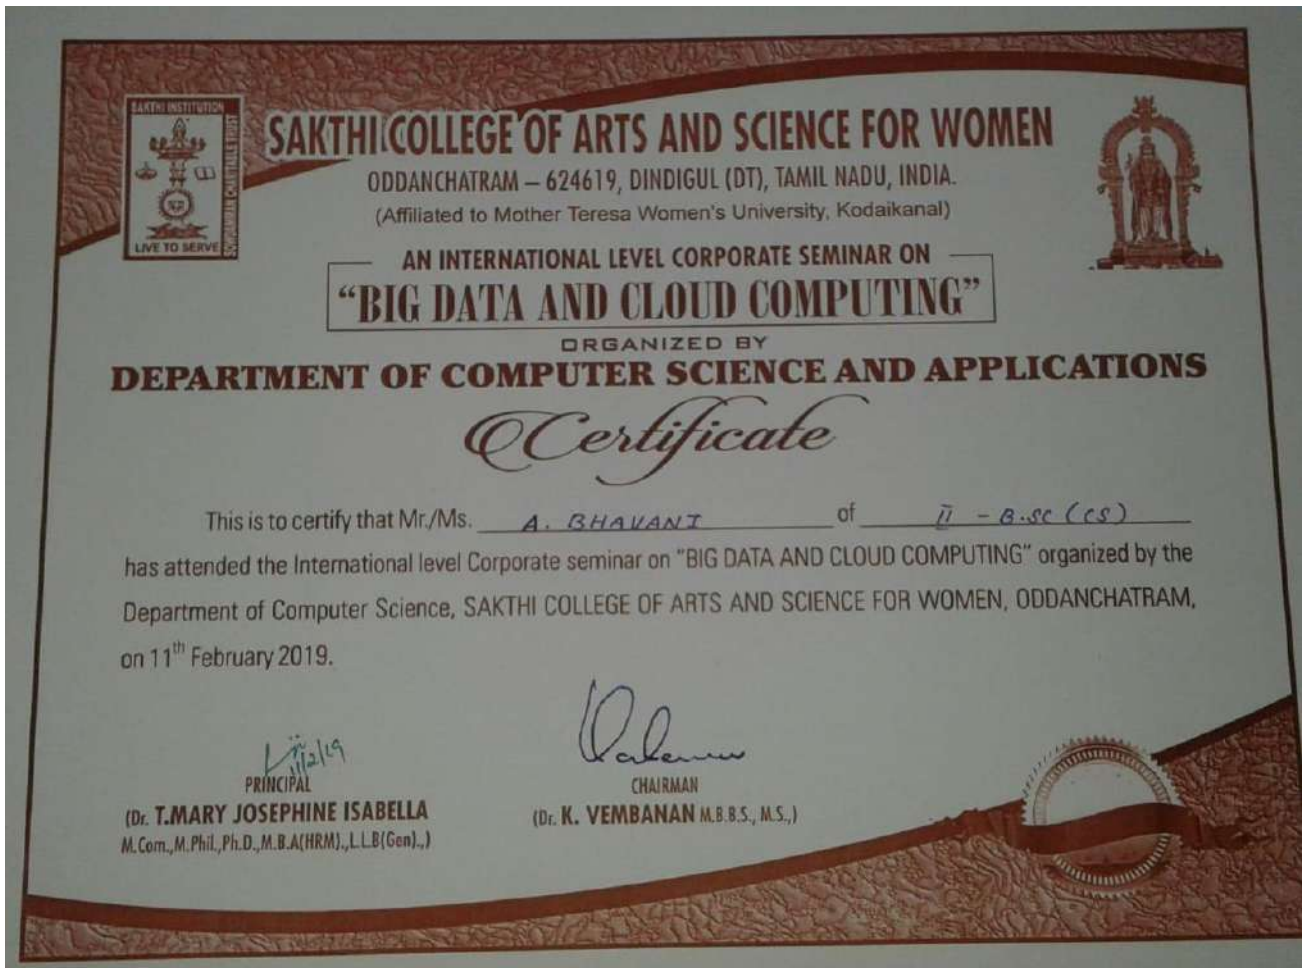 SAKTHI INSTITUTION
LIVE TO SERVE
SAKTHI COLLEGE OF ARTS AND SCIENCE FOR WOMEN
ODDANCHATRAM – 624619, DINDIGUL (DT), TAMIL NADU, INDIA.
(Affiliated to Mother Teresa Women's University, Kodaikanal)
AN INTERNATIONAL LEVEL CORPORATE SEMINAR ON
“BIG DATA AND CLOUD COMPUTING”
ORGANIZED BY
DEPARTMENT OF COMPUTER SCIENCE AND APPLICATIONS
Certificate
This is to certify that Mr./Ms. A. BHAVANI of II - B.SC (CS)
has attended the International level Corporate seminar on "BIG DATA AND CLOUD COMPUTING" organized by the
Department of Computer Science, SAKTHI COLLEGE OF ARTS AND SCIENCE FOR WOMEN, ODDANCHATRAM,
on 11th February 2019.
11/2/19
PRINCIPAL
(Dr. T.MARY JOSEPHINE ISABELLA
M.Com.,M.Phil.,Ph.D.,M.B.A(HRM).,L.L.B(Gen).,)
CHAIRMAN
(Dr. K. VEMBANAN M.B.B.S., M.S.,)